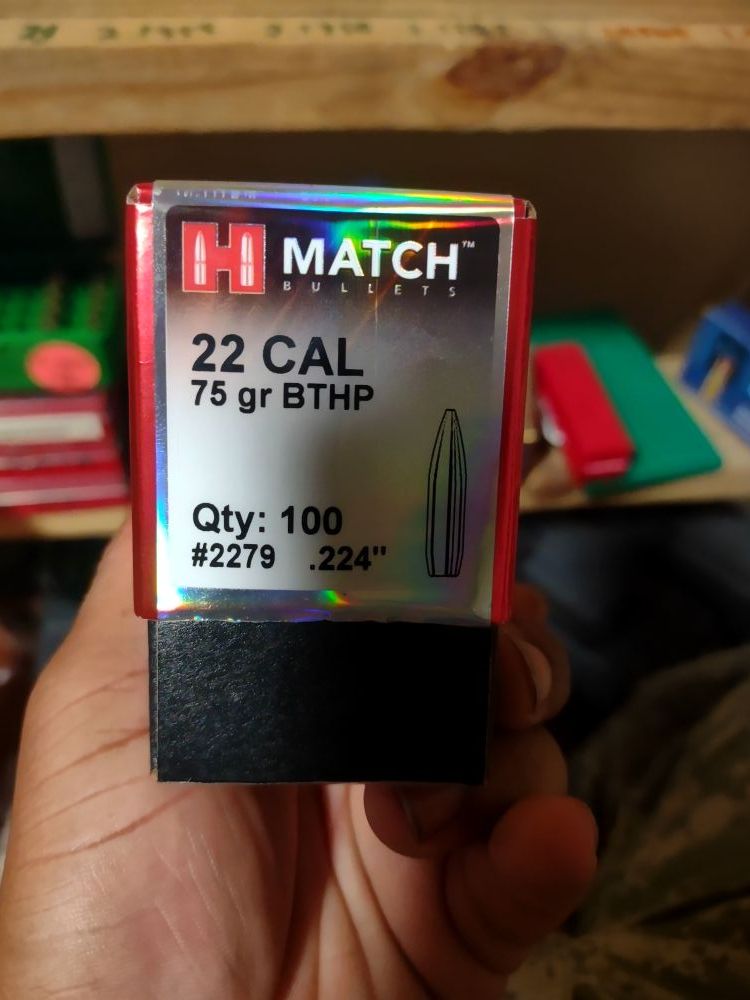 H MATCH™
BULLETS
22 CAL
75 gr BTHP
Qty: 100
#2279 .224"